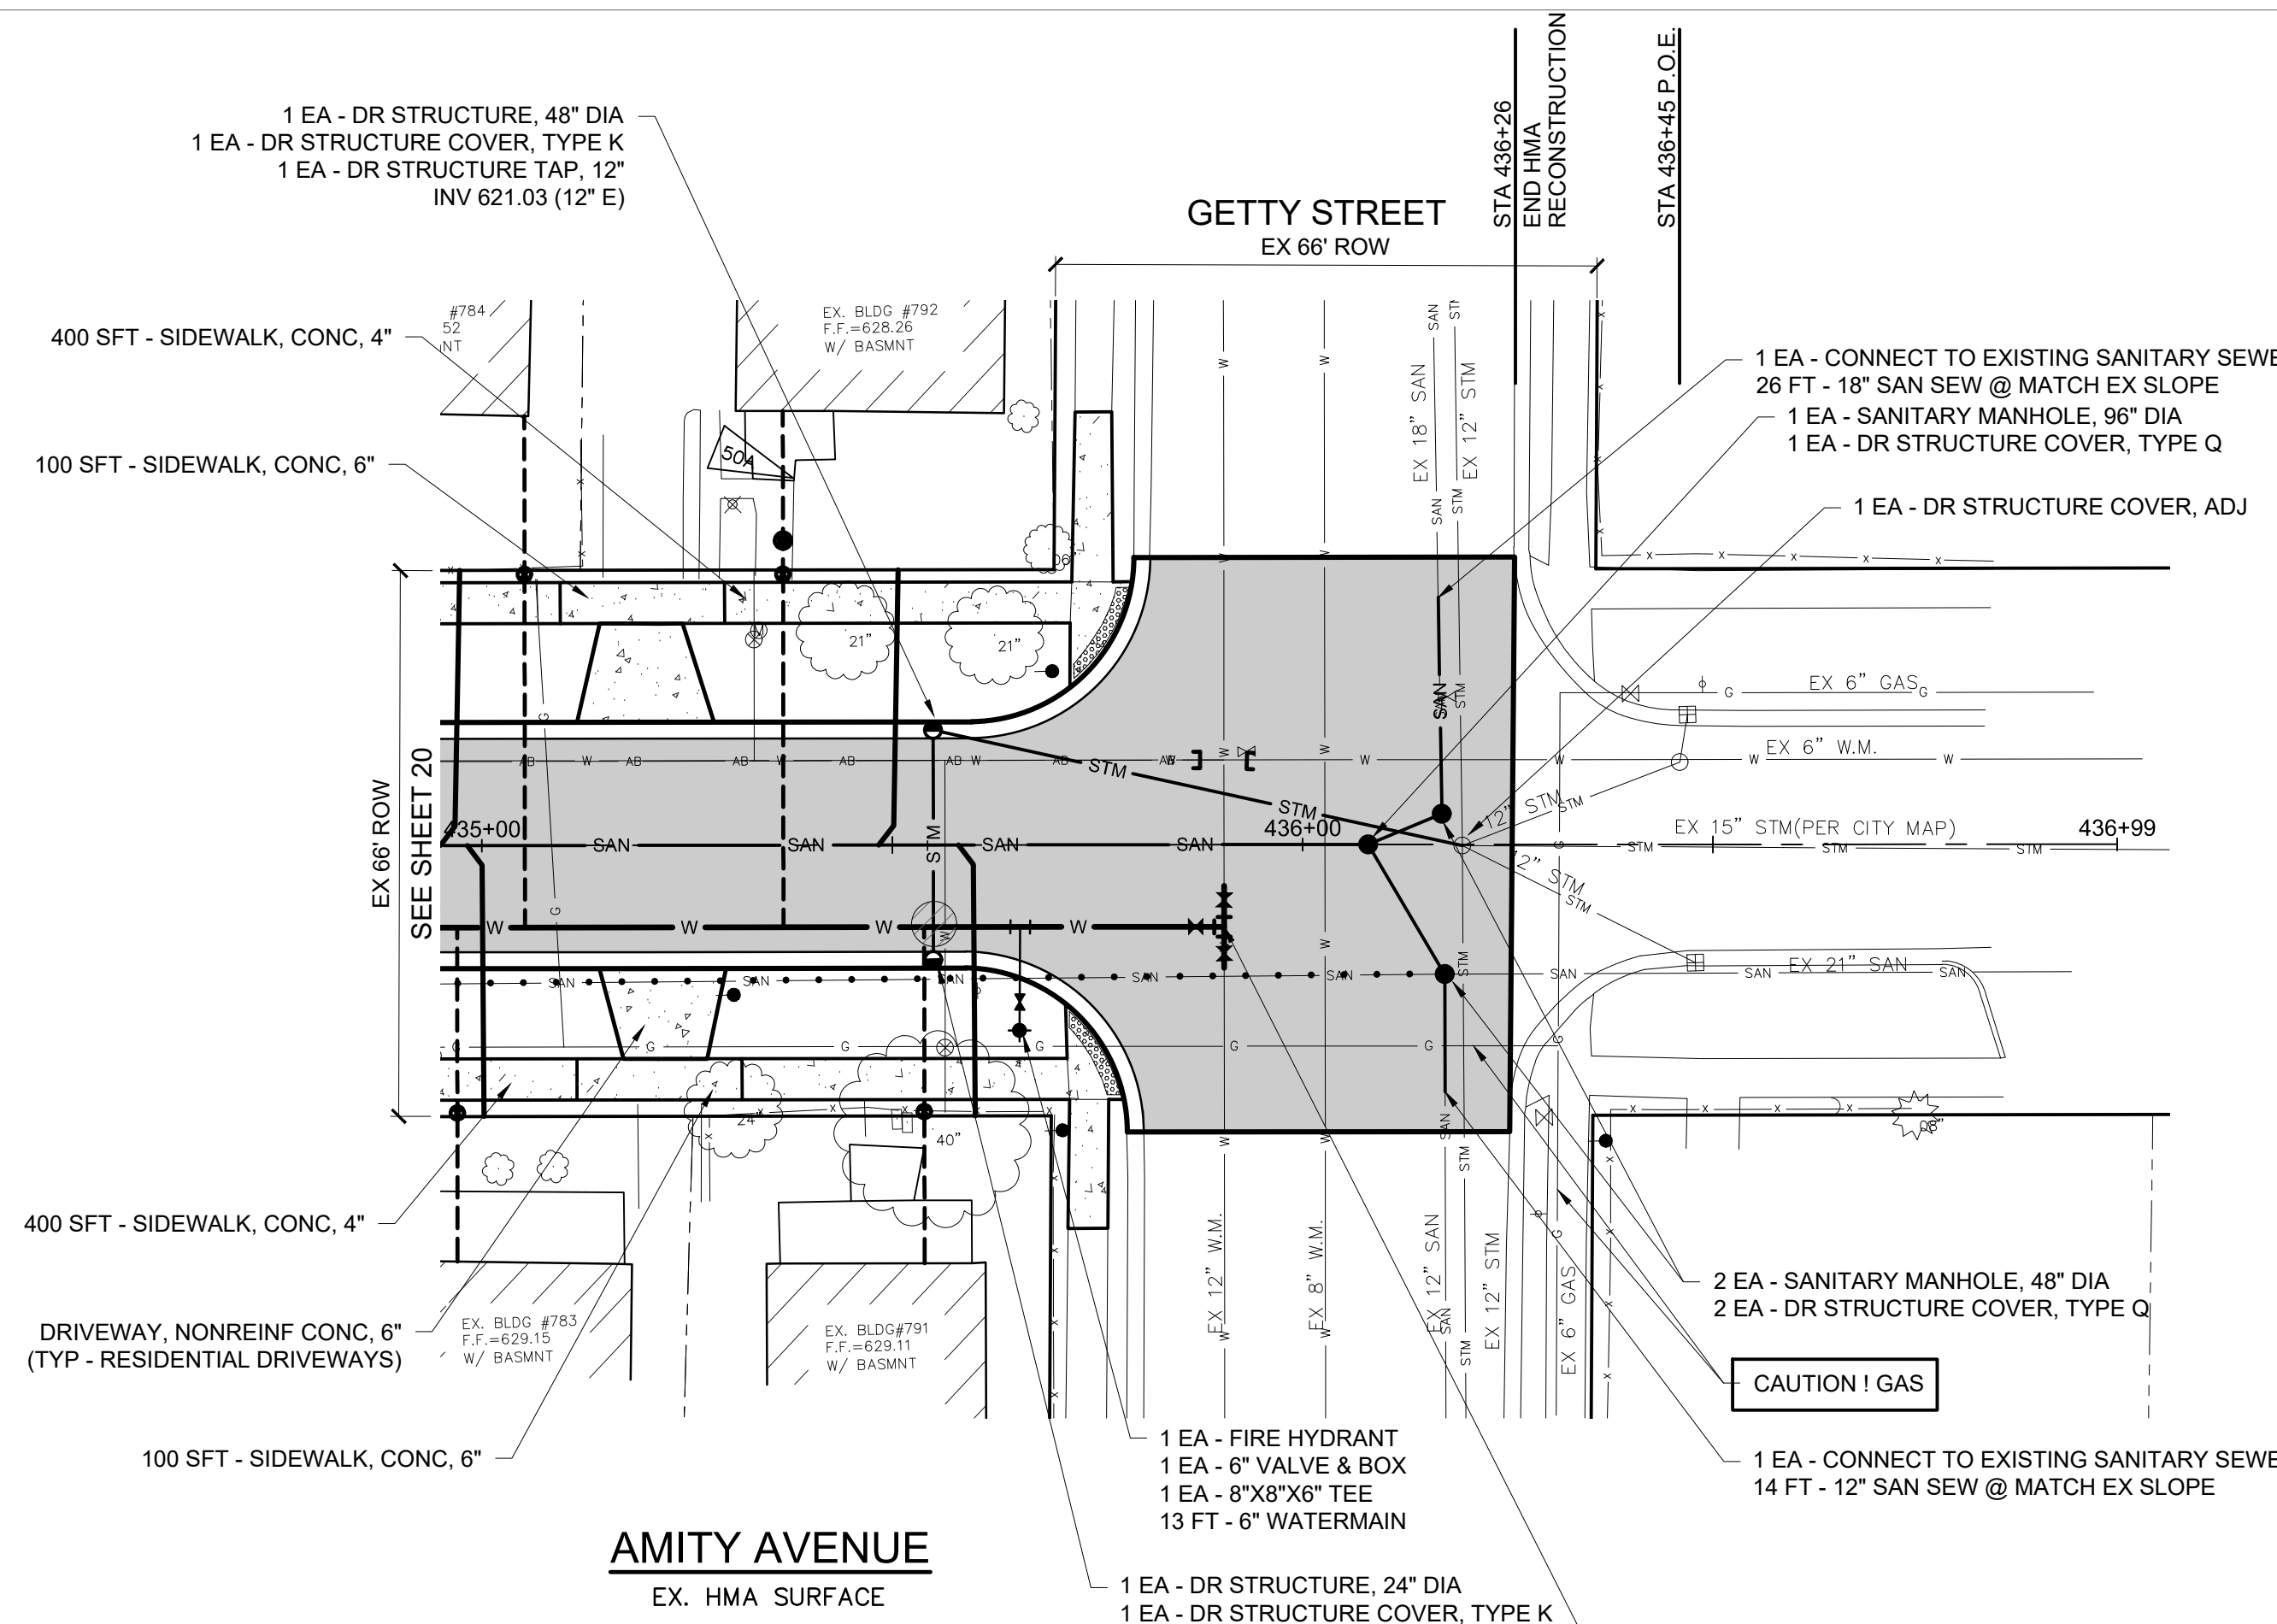 1 EA - DR STRUCTURE, 48" DIA
1 EA - DR STRUCTURE COVER, TYPE K
1 EA - DR STRUCTURE TAP, 12"
INV 621.03 (12" E)
GETTY STREET
EX 66' ROW
STA 436+26
END HMA
RECONSTRUCTION
STA 436+45 P.O.E.
#784
52
NT
EX. BLDG #792
F.F.=628.26
W/ BASMNT
400 SFT - SIDEWALK, CONC, 4"
100 SFT - SIDEWALK, CONC, 6"
50A
EX 18" SAN
EX 12" STM
SAN
STM
1 EA - CONNECT TO EXISTING SANITARY SEWE
26 FT - 18" SAN SEW @ MATCH EX SLOPE
1 EA - SANITARY MANHOLE, 96" DIA
1 EA - DR STRUCTURE COVER, TYPE Q
1 EA - DR STRUCTURE COVER, ADJ
06"
21"
21"
EX 6" GAS
EX 6" W.M.
12" STM
EX 15" STM(PER CITY MAP)
12" STM
EX 21" SAN
EX 66' ROW
SEE SHEET 20
435+00
436+00
436+99
SAN SAN SAN SAN
STM
STM
STM
W W W W
24"
40"
08"
400 SFT - SIDEWALK, CONC, 4"
DRIVEWAY, NONREINF CONC, 6"
(TYP - RESIDENTIAL DRIVEWAYS)
100 SFT - SIDEWALK, CONC, 6"
EX. BLDG #783
F.F.=629.15
W/ BASMNT
EX. BLDG#791
F.F.=629.11
W/ BASMNT
EX 12" W.M.
EX 8" W.M.
EX 12" SAN
EX 12" STM
EX 6" GAS
2 EA - SANITARY MANHOLE, 48" DIA
2 EA - DR STRUCTURE COVER, TYPE Q
CAUTION ! GAS
1 EA - CONNECT TO EXISTING SANITARY SEWE
14 FT - 12" SAN SEW @ MATCH EX SLOPE
1 EA - FIRE HYDRANT
1 EA - 6" VALVE & BOX
1 EA - 8"X8"X6" TEE
13 FT - 6" WATERMAIN
AMITY AVENUE
EX. HMA SURFACE
1 EA - DR STRUCTURE, 24" DIA
1 EA - DR STRUCTURE COVER, TYPE K